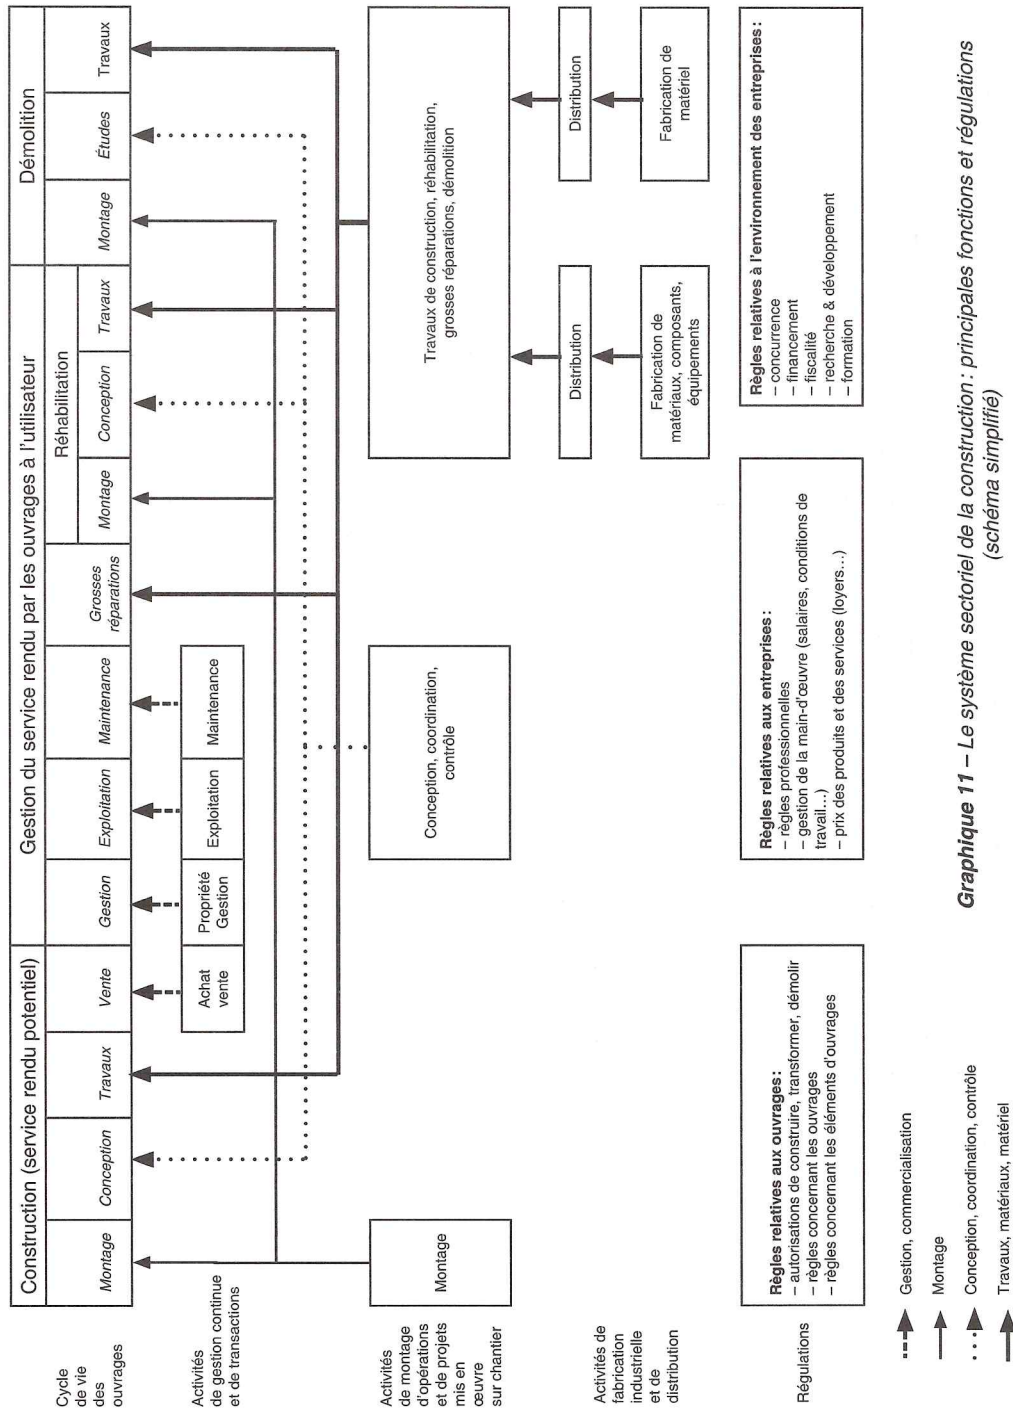 Construction (service rendu potentiel)
Gestion du service rendu par les ouvrages à l'utilisateur
Démolition
Cycle
de vie
des
ouvrages
Montage
Conception
Travaux
Vente
Gestion
Exploitation
Maintenance
Grosses
réparations
Réhabilitation
Montage
Conception
Travaux
Montage
Études
Travaux
Activités
de gestion continue
et de transactions
Achat
vente
Propriété
Gestion
Exploitation
Maintenance
Activités
de montage
d'opérations
et de projets
mis en
œuvre
sur chantier
Montage
Conception, coordination,
contrôle
Travaux de construction, réhabilitation,
grosses réparations, démolition
Activités de
fabrication
industrielle
et de
distribution
Distribution
Distribution
Fabrication de
matériaux, composants,
équipements
Fabrication de
matériel
Régulations
Règles relatives aux ouvrages :
– autorisations de construire, transformer, démolir
– règles concernant les ouvrages
– règles concernant les éléments d'ouvrages
Règles relatives aux entreprises :
– règles professionnelles
– gestion de la main-d'œuvre (salaires, conditions de
travail...)
– prix des produits et des services (loyers...)
Règles relatives à l'environnement des entreprises :
– concurrence
– financement
– fiscalité
– recherche & développement
– formation
Gestion, commercialisation
Montage
Conception, coordination, contrôle
Travaux, matériaux, matériel
Graphique 11 – Le système sectoriel de la construction : principales fonctions et régulations
(schéma simplifié)